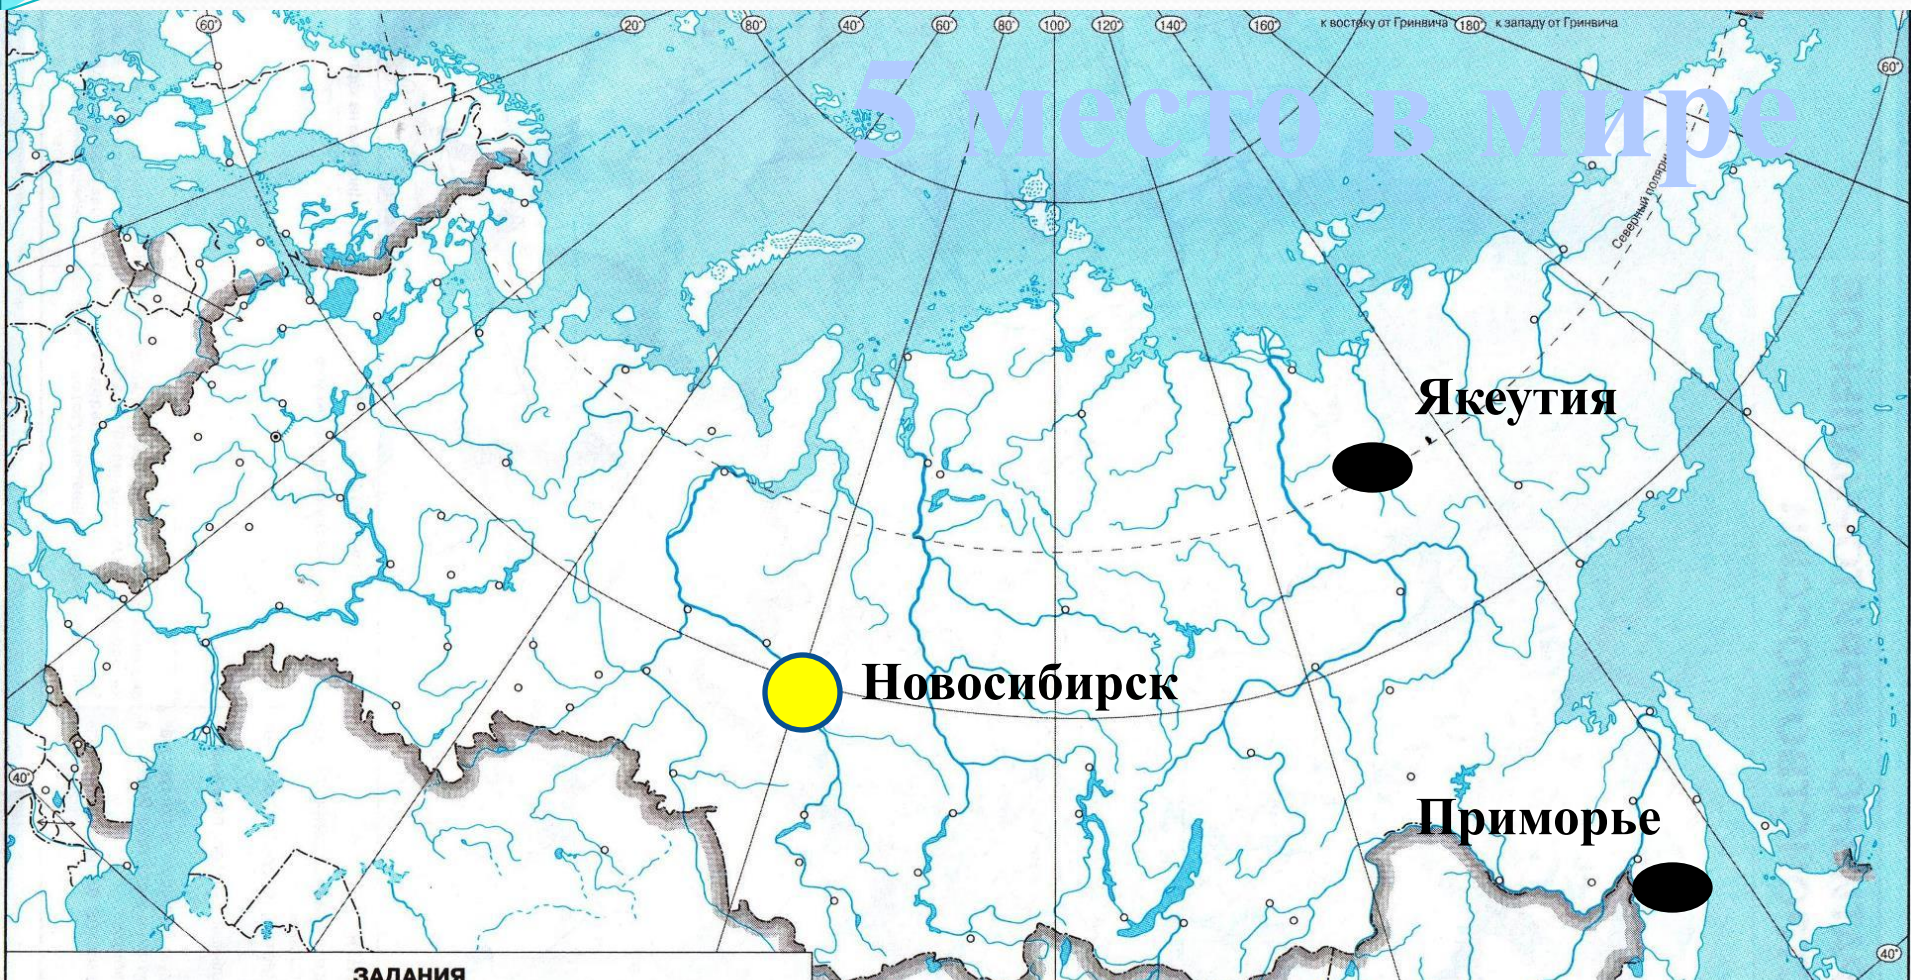 60° 20° 80° 40° 60° 80° 100° 120° 140° 160° к востоку от Гринвича 180° к западу от Гринвича
60°
5 место в мире
Северный поляр
Якеутия
Новосибирск
40°
Приморье
40°
ЗАДАНИЯ